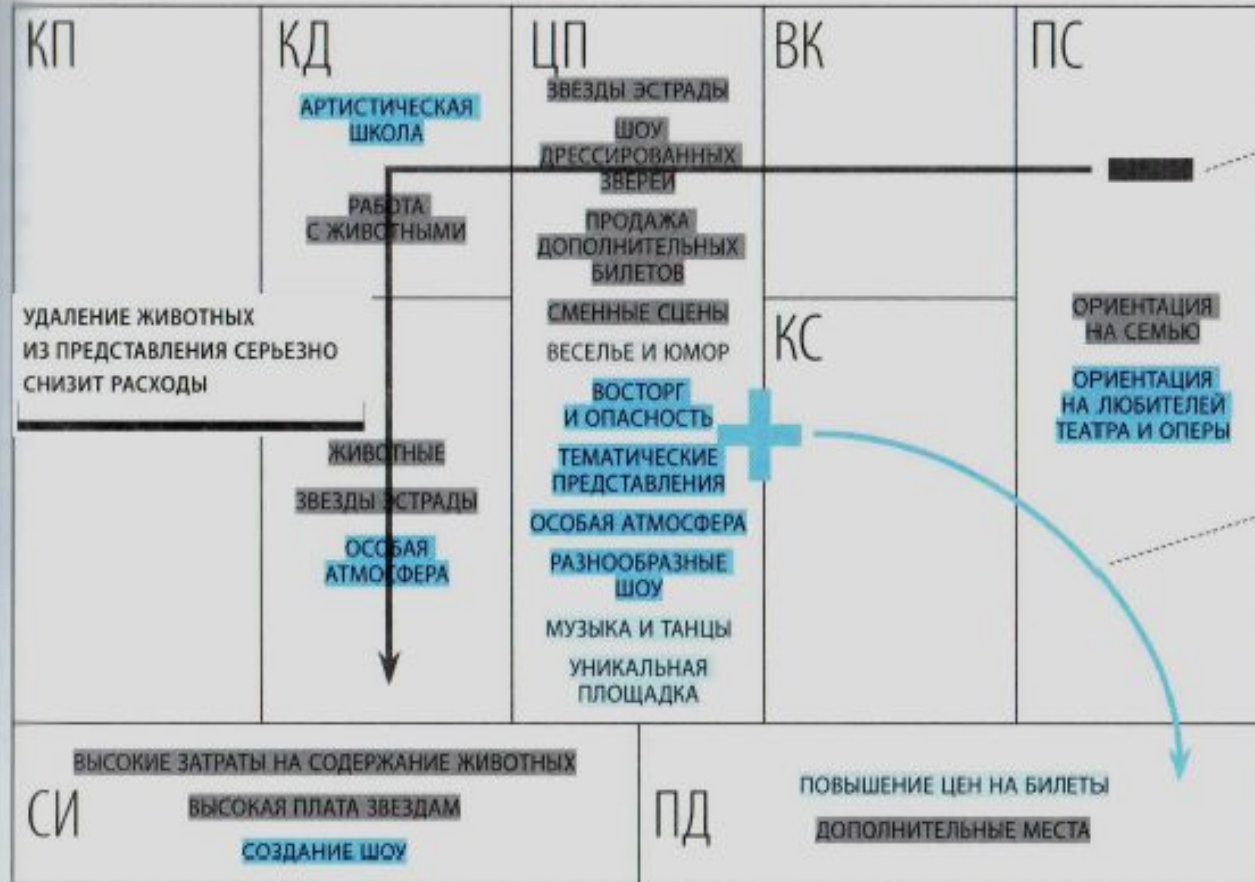 КП
КД
АРТИСТИЧЕСКАЯ
ШКОЛА
РАБОТА
С ЖИВОТНЫМИ
УДАЛЕНИЕ ЖИВОТНЫХ
ИЗ ПРЕДСТАВЛЕНИЯ СЕРЬЕЗНО
СНИЗИТ РАСХОДЫ
ЖИВОТНЫЕ
ЗВЕЗДЫ ЭСТРАДЫ
ОСОБАЯ
АТМОСФЕРА
ЦП
ЗВЕЗДЫ ЭСТРАДЫ
ШОУ
ДРЕССИРОВАННЫХ
ЗВЕРЕЙ
ПРОДАЖА
ДОПОЛНИТЕЛЬНЫХ
БИЛЕТОВ
СМЕННЫЕ СЦЕНЫ
ВЕСЕЛЬЕ И ЮМОР
ВОСТОРГ
И ОПАСНОСТЬ
ТЕМАТИЧЕСКИЕ
ПРЕДСТАВЛЕНИЯ
ОСОБАЯ АТМОСФЕРА
РАЗНООБРАЗНЫЕ
ШОУ
МУЗЫКА И ТАНЦЫ
УНИКАЛЬНАЯ
ПЛОЩАДКА
ВК
КС
ПС
ОРИЕНТАЦИЯ
НА СЕМЬЮ
ОРИЕНТАЦИЯ
НА ЛЮБИТЕЛЕЙ
ТЕАТРА И ОПЕРЫ
СИ
ВЫСОКИЕ ЗАТРАТЫ НА СОДЕРЖАНИЕ ЖИВОТНЫХ
ВЫСОКАЯ ПЛАТА ЗВЕЗДАМ
СОЗДАНИЕ ШОУ
ПД
ПОВЫШЕНИЕ ЦЕН НА БИЛЕТЫ
ДОПОЛНИТЕЛЬНЫЕ МЕСТА